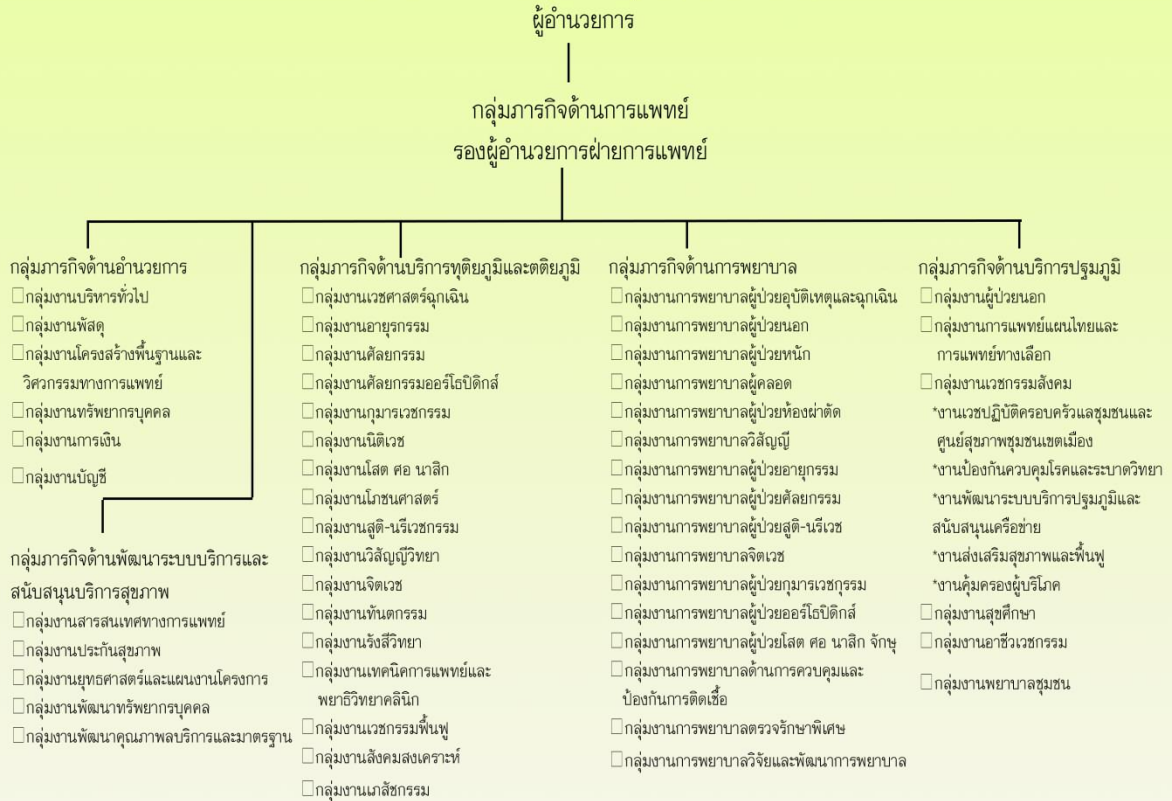 ผู้อำนวยการ
กลุ่มภารกิจด้านการแพทย์
รองผู้อำนวยการฝ่ายการแพทย์
กลุ่มภารกิจด้านอำนวยการ
กลุ่มงานบริหารทั่วไป
กลุ่มงานพัสดุ
กลุ่มงานโครงสร้างพื้นฐานและ
วิศวกรรมทางการแพทย์
กลุ่มงานทรัพยากรบุคคล
กลุ่มงานการเงิน
กลุ่มงานบัญชี
กลุ่มภารกิจด้านพัฒนาระบบบริการและ
สนับสนุนบริการสุขภาพ
กลุ่มงานสารสนเทศทางการแพทย์
กลุ่มงานประกันสุขภาพ
กลุ่มงานยุทธศาสตร์และแผนงานโครงการ
กลุ่มงานพัฒนาทรัพยากรบุคคล
กลุ่มงานพัฒนาคุณภาพลบริการและมาตรฐาน
กลุ่มภารกิจด้านบริการทุติยภูมิและตติยภูมิ
กลุ่มงานเวชศาสตร์ฉุกเฉิน
กลุ่มงานอายุรกรรม
กลุ่มงานศัลยกรรม
กลุ่มงานศัลยกรรมออร์โธปิดิกส์
กลุ่มงานกุมารเวชกรรม
กลุ่มงานนิติเวช
กลุ่มงานโสต ศอ นาสิก
กลุ่มงานโภชนศาสตร์
กลุ่มงานสูติ-นรีเวชกรรม
กลุ่มงานวิสัญญีวิทยา
กลุ่มงานจิตเวช
กลุ่มงานทันตกรรม
กลุ่มงานรังสีวิทยา
กลุ่มงานเทคนิคการแพทย์และ
พยาธิวิทยาคลินิก
กลุ่มงานเวชกรรมฟื้นฟู
กลุ่มงานสังคมสงเคราะห์
กลุ่มงานเภสัชกรรม
กลุ่มภารกิจด้านการพยาบาล
กลุ่มงานการพยาบาลผู้ป่วยอุบัติเหตุและฉุกเฉิน
กลุ่มงานการพยาบาลผู้ป่วยนอก
กลุ่มงานการพยาบาลผู้ป่วยหนัก
กลุ่มงานการพยาบาลผู้คลอด
กลุ่มงานการพยาบาลผู้ป่วยห้องผ่าตัด
กลุ่มงานการพยาบาลวิสัญญี
กลุ่มงานการพยาบาลผู้ป่วยอายุกรรม
กลุ่มงานการพยาบาลผู้ป่วยศัลยกรรม
กลุ่มงานการพยาบาลผู้ป่วยสูติ-นรีเวช
กลุ่มงานการพยาบาลจิตเวช
กลุ่มงานการพยาบาลผู้ป่วยกุมารเวชกุรรม
กลุ่มงานการพยาบาลผู้ป่วยออร์โธปิดิกส์
กลุ่มงานการพยาบาลผู้ป่วยโสต ศอ นาสิก จักษุ
กลุ่มงานการพยาบาลด้านการควบคุมและ
ป้องกันการติดเชื้อ
กลุ่มงานการพยาบาลตรวจรักษาพิเศษ
กลุ่มงานการพยาบาลวิจัยและพัฒนาการพยาบาล
กลุ่มภารกิจด้านบริการปฐมภูมิ
กลุ่มงานผู้ป่วยนอก
กลุ่มงานการแพทย์แผนไทยและ
การแพทย์ทางเลือก
กลุ่มงานเวชกรรมสังคม
*งานเวชปฏิบัติครอบครัวแลชุมชนและ
ศูนย์สุขภาพชุมชนเขตเมือง
*งานป้องกันควบคุมโรคและระบาดวิทยา
*งานพัฒนาระบบบริการปฐมภูมิและ
สนับสนุนเครือข่าย
*งานส่งเสริมสุขภาพและฟื้นฟู
*งานคุ้มครองผู้บริโภค
กลุ่มงานสุขศึกษา
กลุ่มงานอาชีวเวชกรรม
กลุ่มงานพยาบาลชุมชน